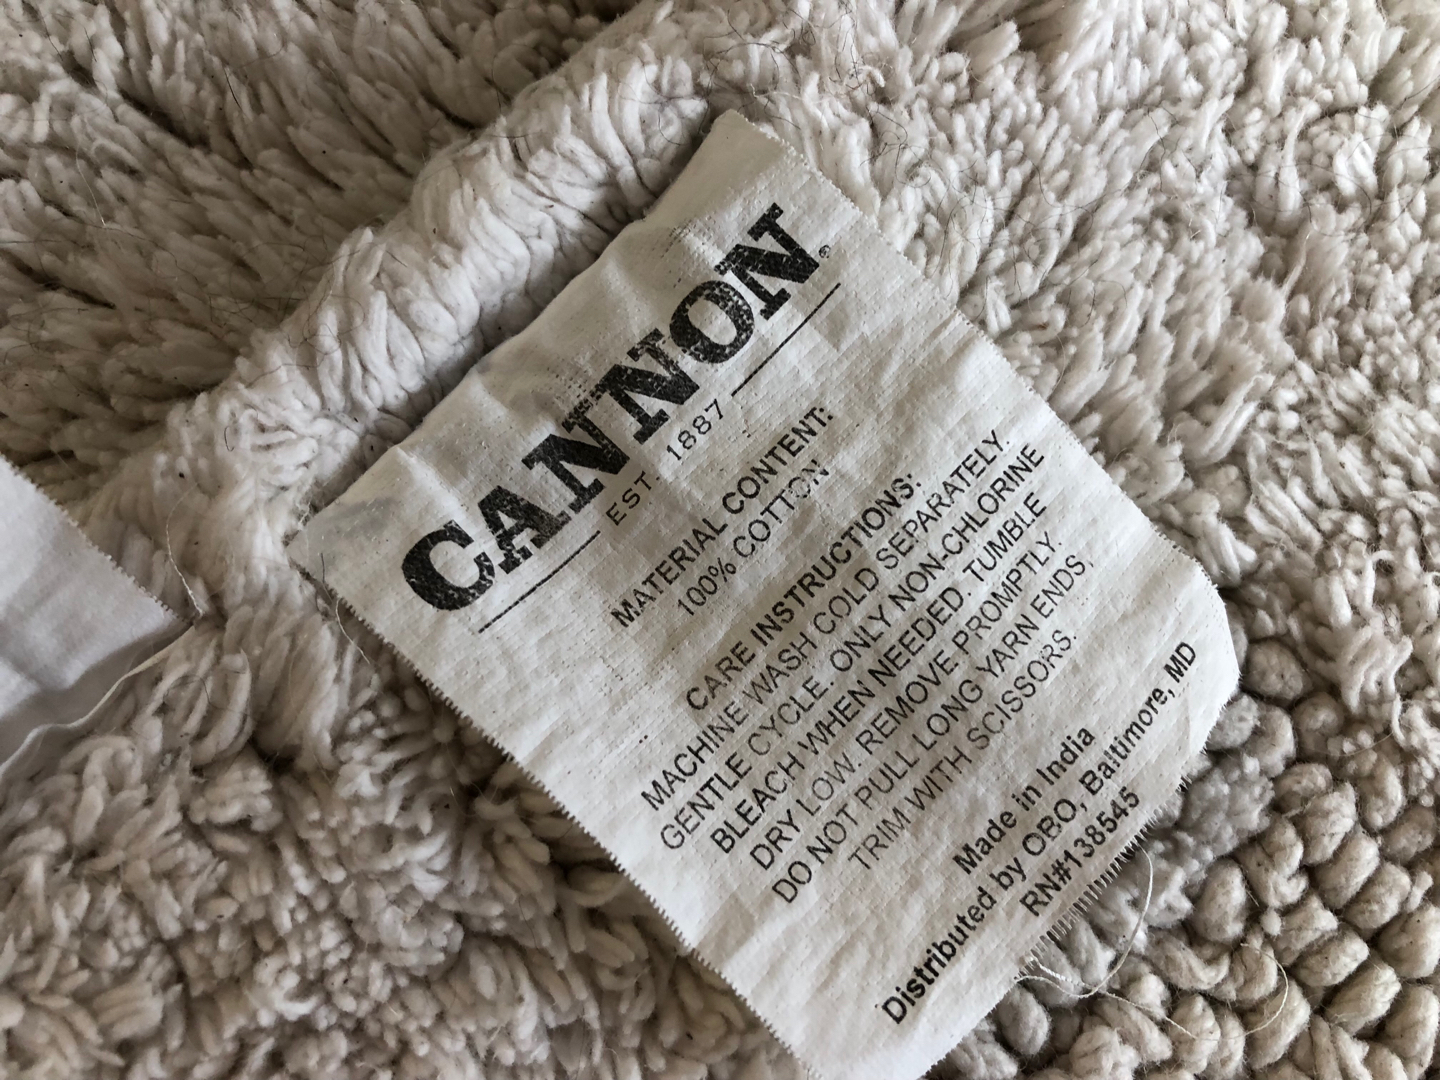 CANNON®
EST. 1887
MATERIAL CONTENT:
100% COTTON
CARE INSTRUCTIONS:
MACHINE WASH COLD SEPARATELY.
GENTLE CYCLE. ONLY NON-CHLORINE
BLEACH WHEN NEEDED. TUMBLE
DRY LOW. REMOVE PROMPTLY.
DO NOT PULL LONG YARN ENDS.
TRIM WITH SCISSORS.
Made in India
Distributed by OBO, Baltimore, MD
RN#138545